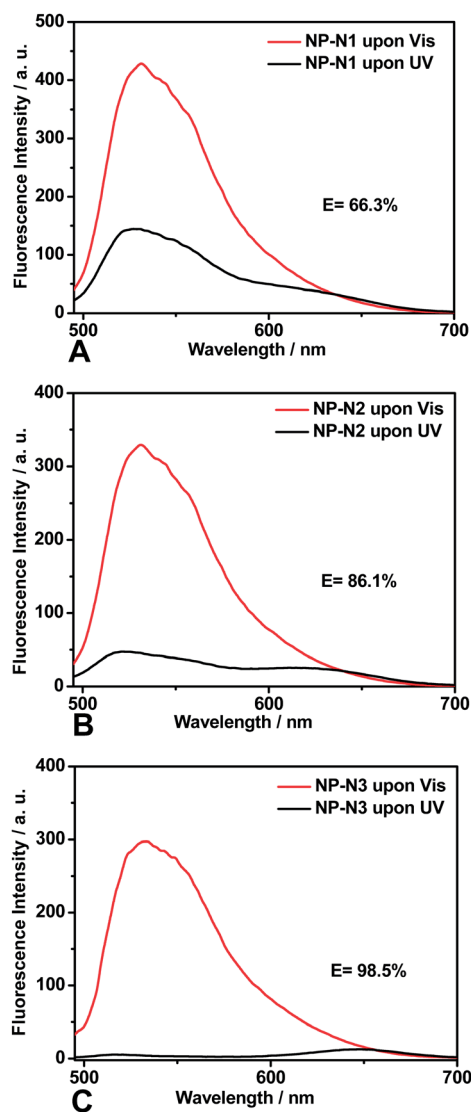 500
NP-N1 upon Vis
NP-N1 upon UV
400
300
200
E= 66.3%
100
0
500
600
700
Fluorescence Intensity / a. u.
Wavelength / nm
A
400
NP-N2 upon Vis
NP-N2 upon UV
300
200
E= 86.1%
100
0
500
600
700
Fluorescence Intensity / a. u.
Wavelength / nm
B
400
NP-N3 upon Vis
NP-N3 upon UV
300
200
E= 98.5%
100
0
500
600
700
Fluorescence Intensity / a. u.
Wavelength / nm
C